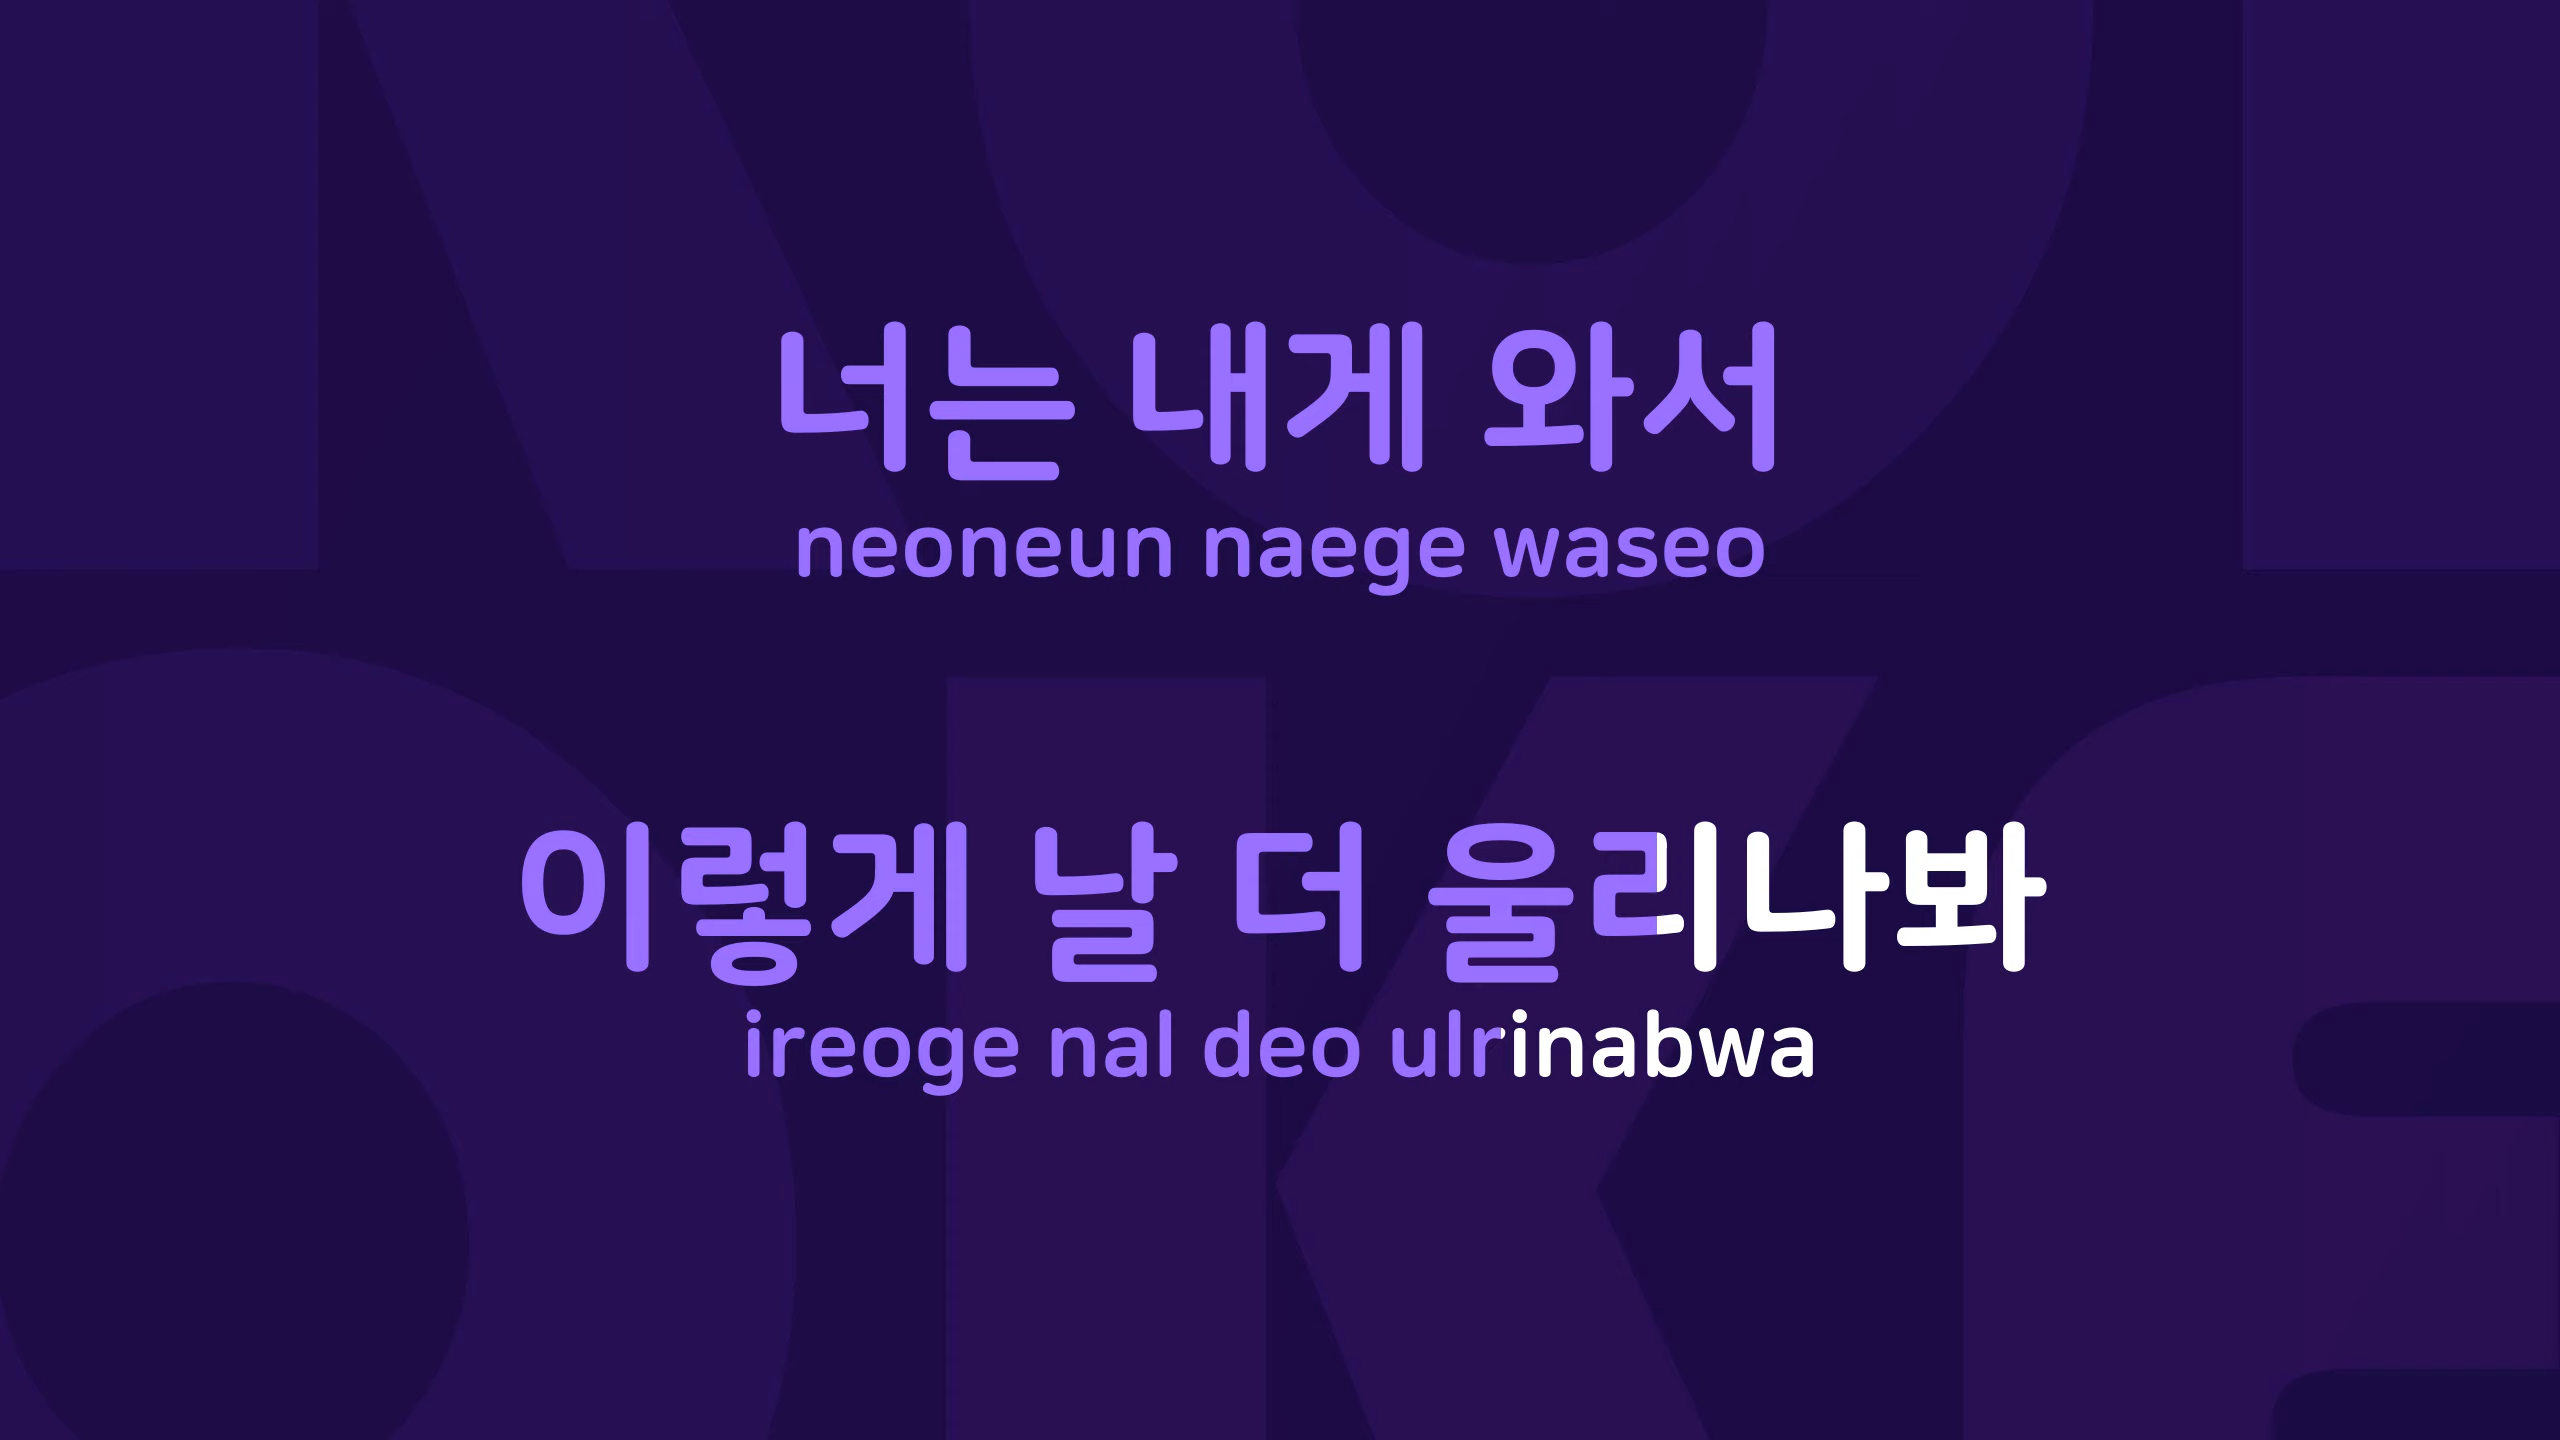 너는 내게 와서
neoneun naege waseo
이렇게 날 더 울리나봐
ireoge nal deo ulrinabwa